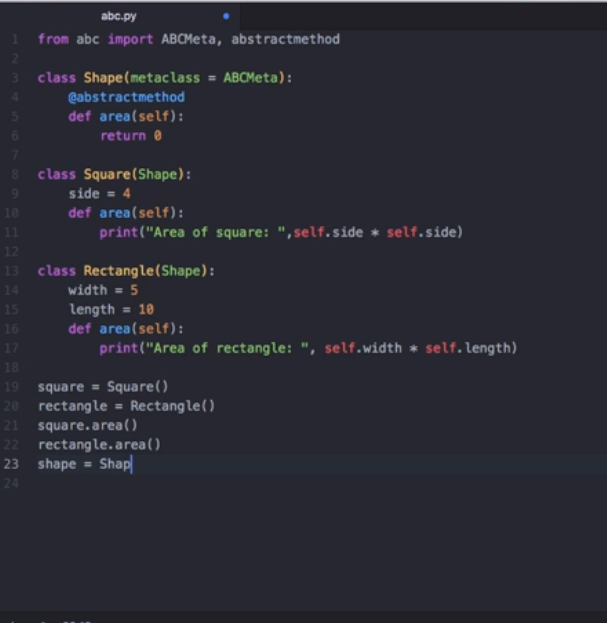 abc.py
1 from abc import ABCMeta, abstractmethod
2
3 class Shape(metaclass = ABCMeta):
4     @abstractmethod
5     def area(self):
6         return 0
7
8 class Square(Shape):
9     side = 4
10     def area(self):
11         print("Area of square: ",self.side * self.side)
12
13 class Rectangle(Shape):
14     width = 5
15     length = 10
16     def area(self):
17         print("Area of rectangle: ", self.width * self.length)
18
19 square = Square()
20 rectangle = Rectangle()
21 square.area()
22 rectangle.area()
23 shape = Shap
24